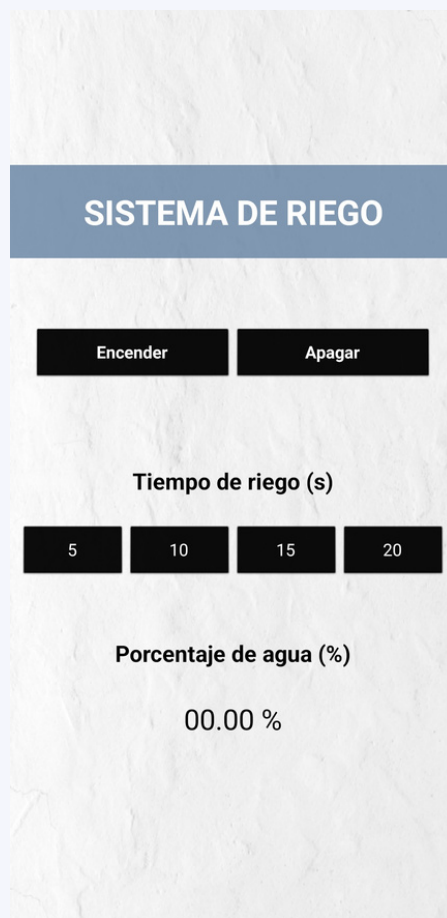 SISTEMA DE RIEGO
Encender Apagar
Tiempo de riego (s)
5 10 15 20
Porcentaje de agua (%)
00.00 %